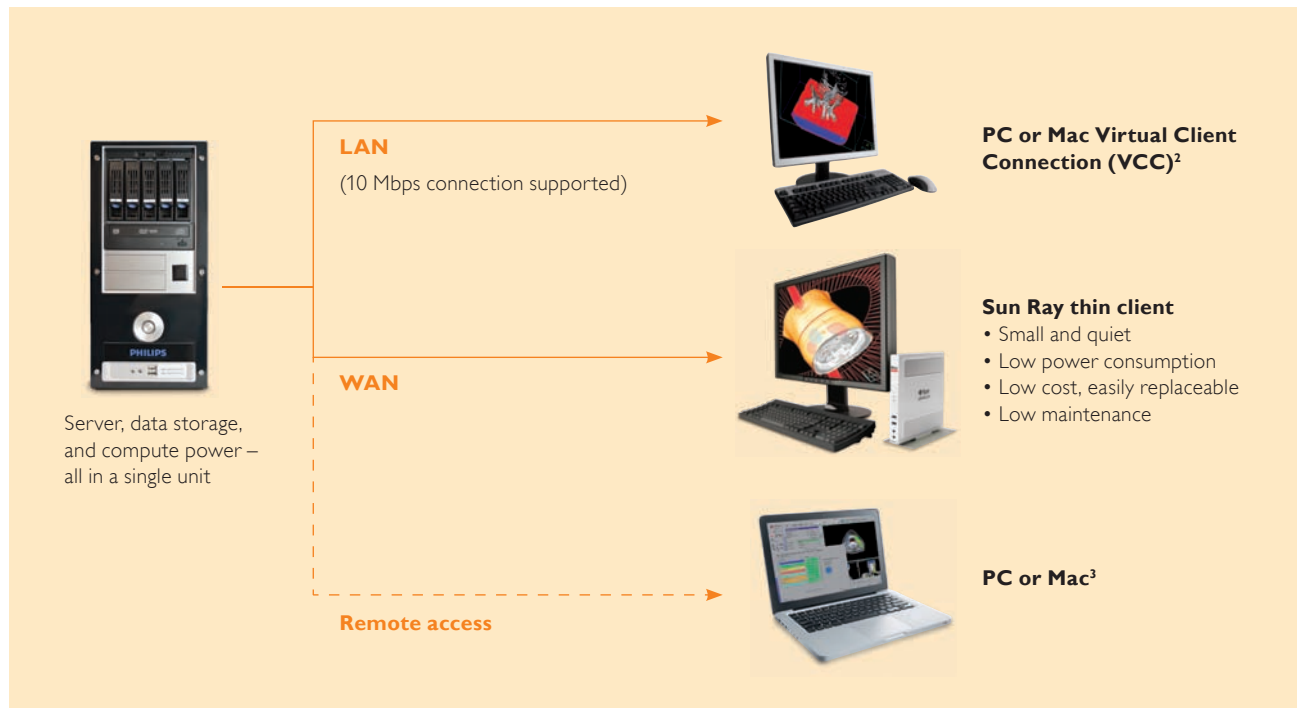 LAN
(10 Mbps connection supported)
PC or Mac Virtual Client
Connection (VCC)²
PHILIPS
Sun Ray thin client
• Small and quiet
• Low power consumption
• Low cost, easily replaceable
• Low maintenance
WAN
Server, data storage,
and compute power –
all in a single unit
PC or Mac³
Remote access